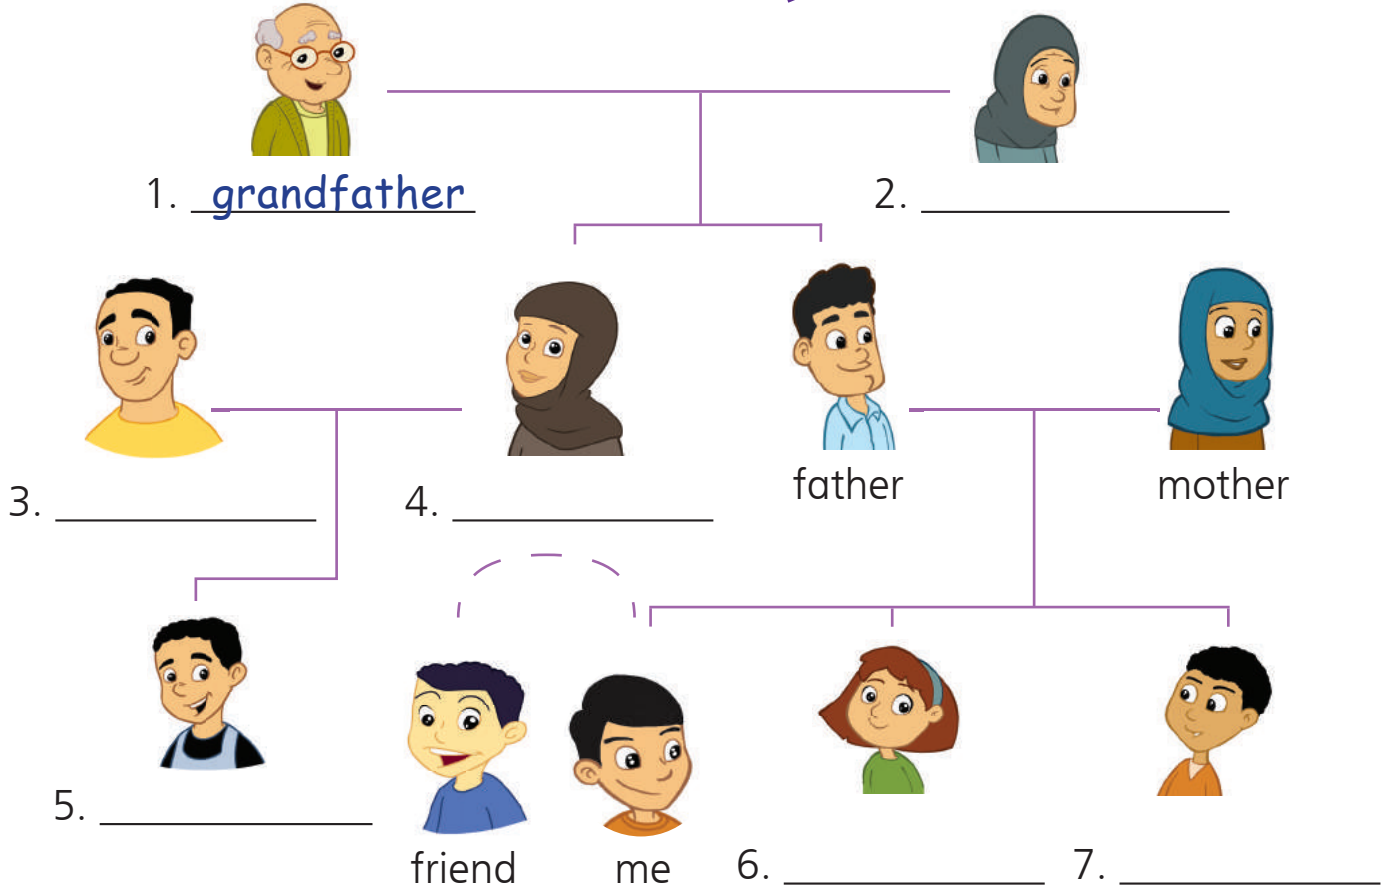 1. grandfather
2.
father
mother
3.
4.
5.
friend
me
6.
7.